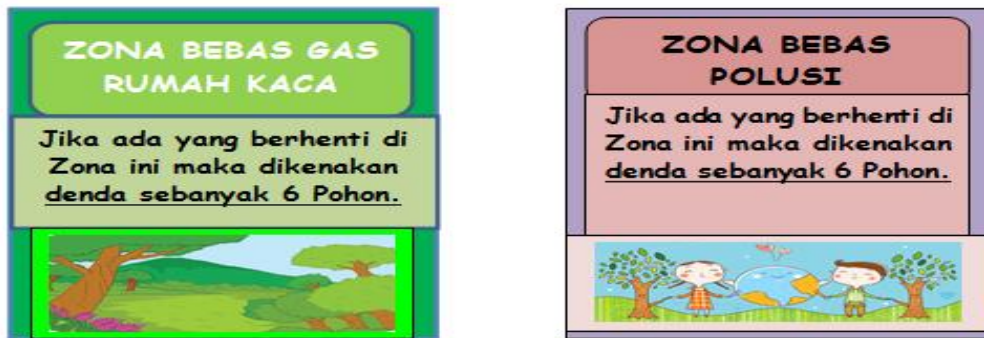 ZONA BEBAS GAS
RUMAH KACA
Jika ada yang berhenti di
Zona ini maka dikenakan
denda sebanyak 6 Pohon.
ZONA BEBAS
POLUSI
Jika ada yang berhenti di
Zona ini maka dikenakan
denda sebanyak 6 Pohon.